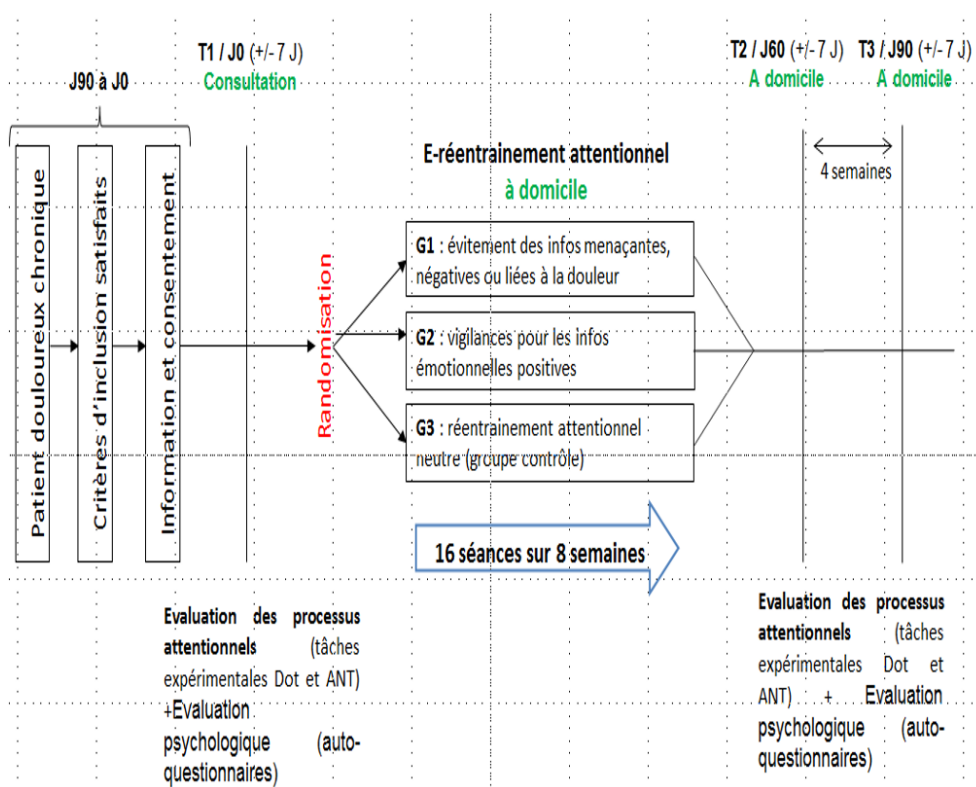 T1 / J0 (+/- 7 J)
Consultation
T2 / J60 (+/- 7 J)
A domicile
T3 / J90 (+/- 7 J)
A domicile
J90 à J0
4 semaines
Patient douloureux chronique
Critères d'inclusion satisfaits
Information et consentement
Randomisation
E-réentrainement attentionnel
à domicile
G1 : évitement des infos menaçantes,
négatives ou liées à la douleur
G2 : vigilances pour les infos
émotionnelles positives
G3 : réentrainement attentionnel
neutre (groupe contrôle)
16 séances sur 8 semaines
Evaluation des processus
attentionnels (tâches
expérimentales Dot et ANT)
+Evaluation
psychologique (auto-
questionnaires)
Evaluation des processus
attentionnels (tâches
expérimentales Dot et
ANT) + Evaluation
psychologique (auto-
questionnaires)